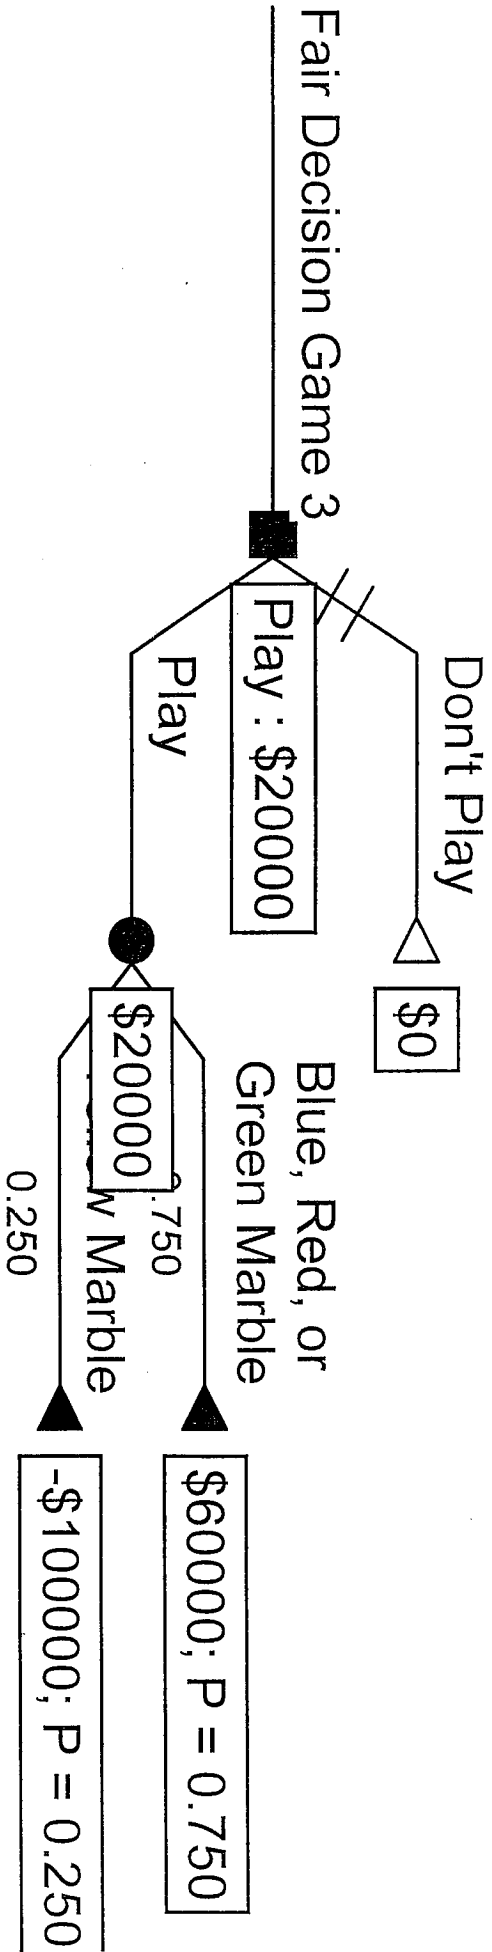 Fair Decision Game 3
Don't Play
$0
Play : $20000
Play
Blue, Red, or
Green Marble
.750
$60000; P = 0.750
$20000
Marble
0.250
-$100000; P = 0.250